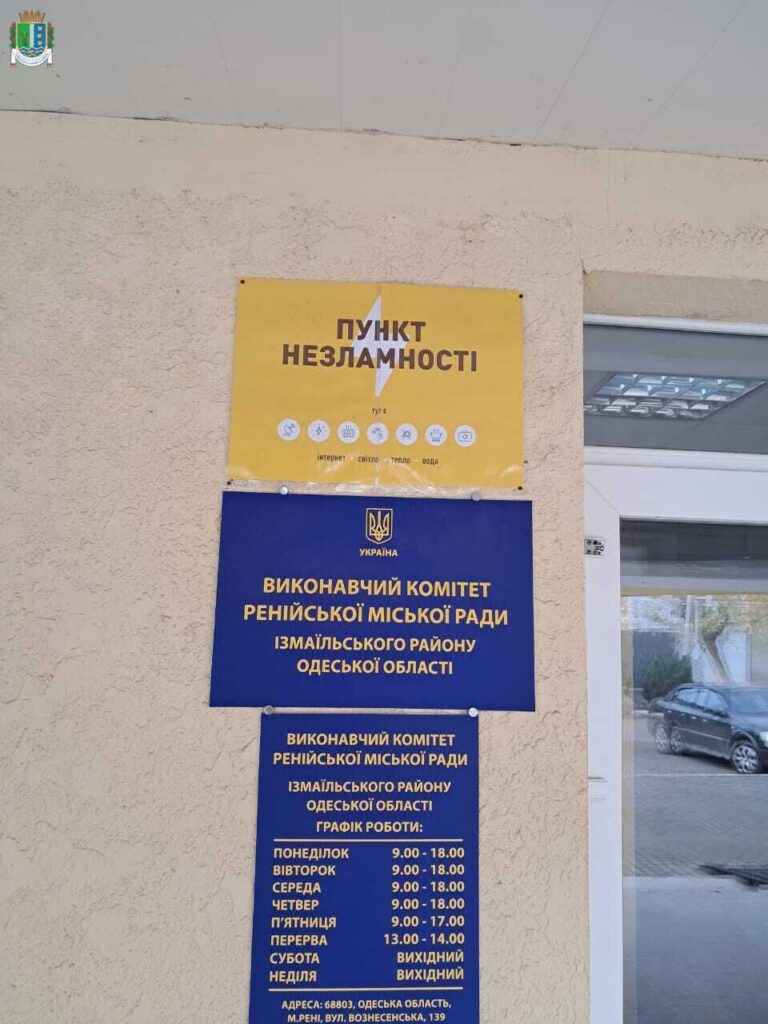 ПУНКТ
НЕЗЛАМНОСТІ
тут є
інтернет · світло · тепло · вода
УКРАЇНА
ВИКОНАВЧИЙ КОМІТЕТ
РЕНІЙСЬКОЇ МІСЬКОЇ РАДИ
ІЗМАЇЛЬСЬКОГО РАЙОНУ
ОДЕСЬКОЇ ОБЛАСТІ
ВИКОНАВЧИЙ КОМІТЕТ
РЕНІЙСЬКОЇ МІСЬКОЇ РАДИ
ІЗМАЇЛЬСЬКОГО РАЙОНУ
ОДЕСЬКОЇ ОБЛАСТІ
ГРАФІК РОБОТИ:
ПОНЕДІЛОК 9.00 - 18.00
ВІВТОРОК 9.00 - 18.00
СЕРЕДА 9.00 - 18.00
ЧЕТВЕР 9.00 - 18.00
П'ЯТНИЦЯ 9.00 - 17.00
ПЕРЕРВА 13.00 - 14.00
СУБОТА ВИХІДНИЙ
НЕДІЛЯ ВИХІДНИЙ
АДРЕСА: 68803, ОДЕСЬКА ОБЛАСТЬ,
М.РЕНІ, ВУЛ. ВОЗНЕСЕНСЬКА, 139